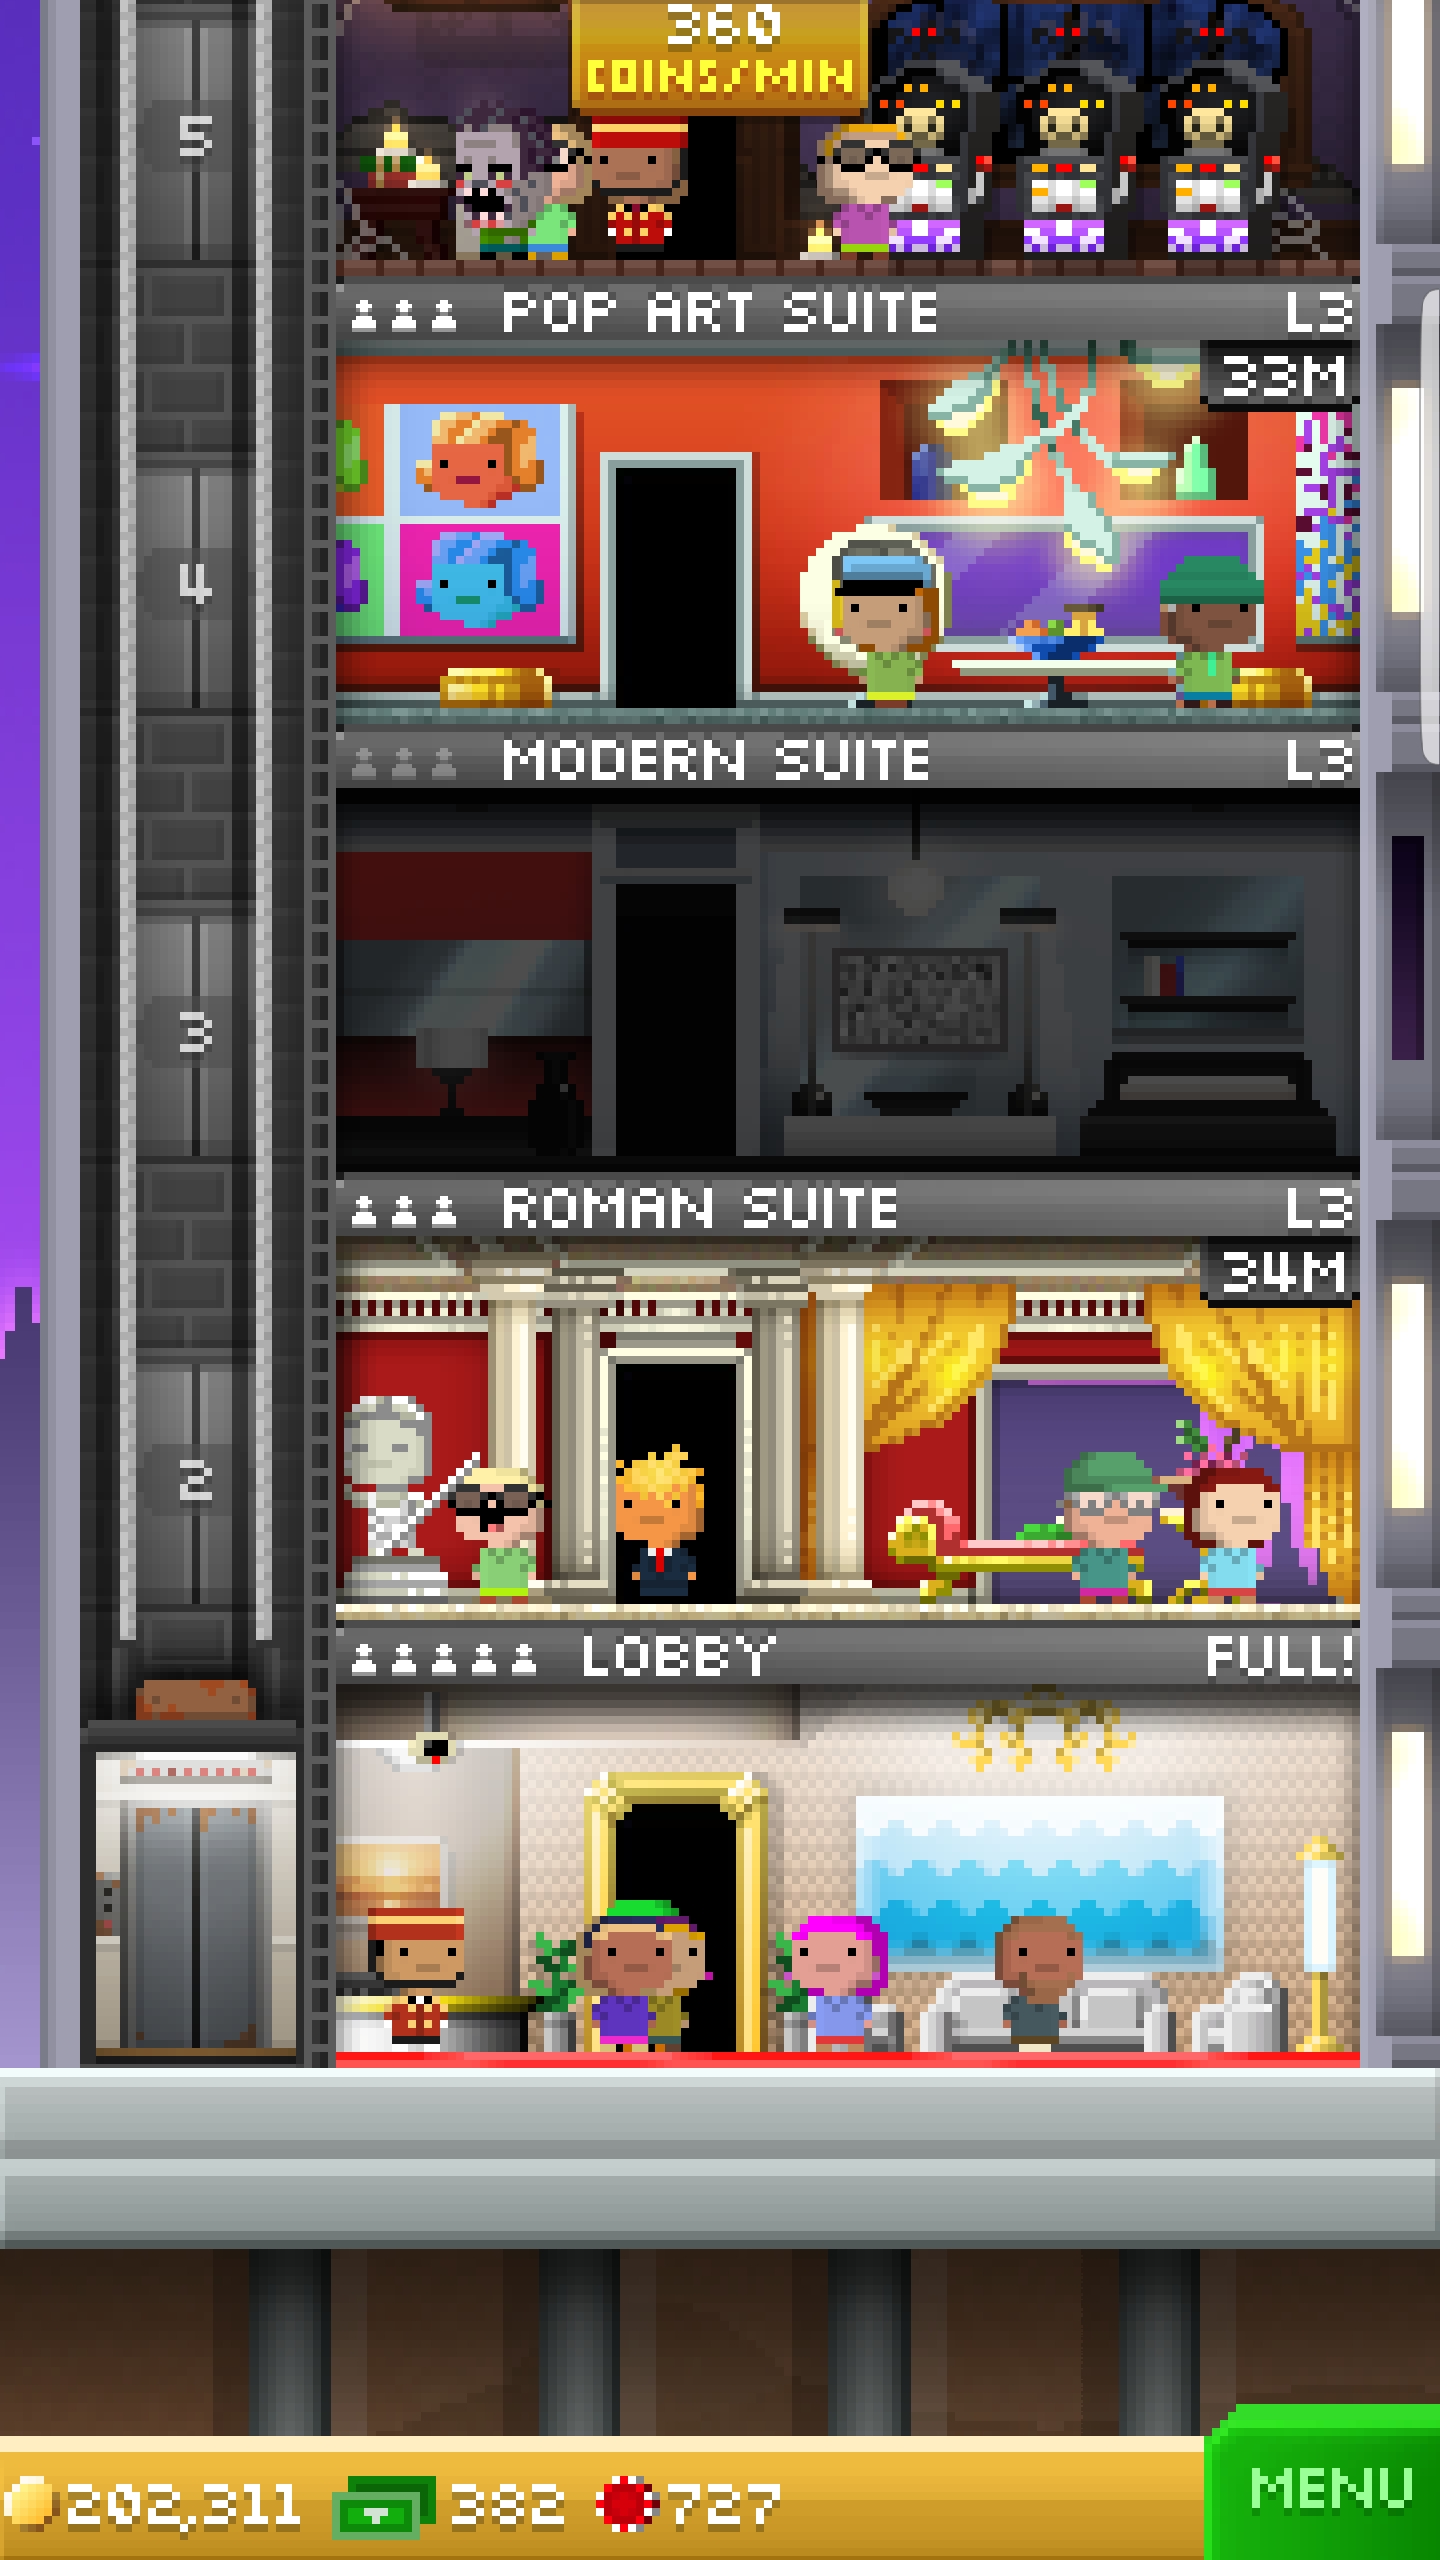 360
COINS/MIN
5
POP ART SUITE L3
33M
4
MODERN SUITE L3
3
ROMAN SUITE L3
34M
2
LOBBY FULL!
202,311 382 727
MENU